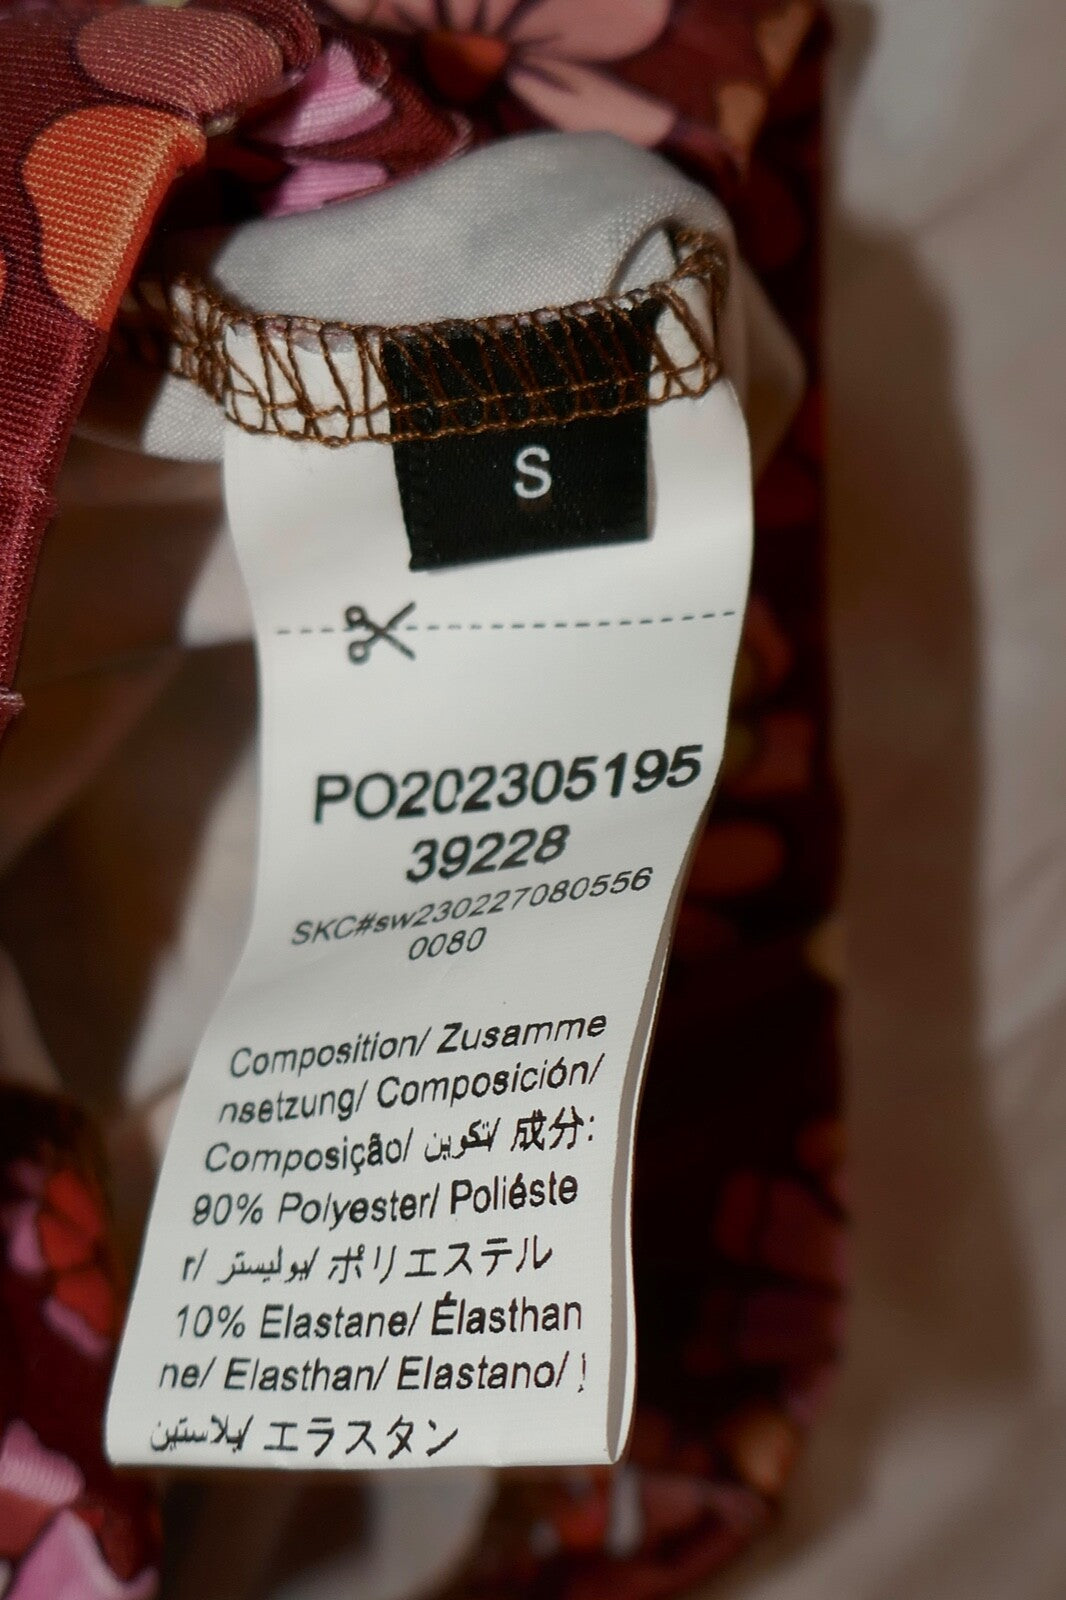 S
PO202305195
39228
SKC#sw230227080556
0080
Composition/ Zusamme
nsetzung/ Composición/
Composição/ تكوين/ 成分:
90% Polyester/ Poliéste
r/ بوليستر/ ポリエステル
10% Elastane/ Élasthan
ne/ Elasthan/ Elastano/ إ
يلاستين/ エラスタン